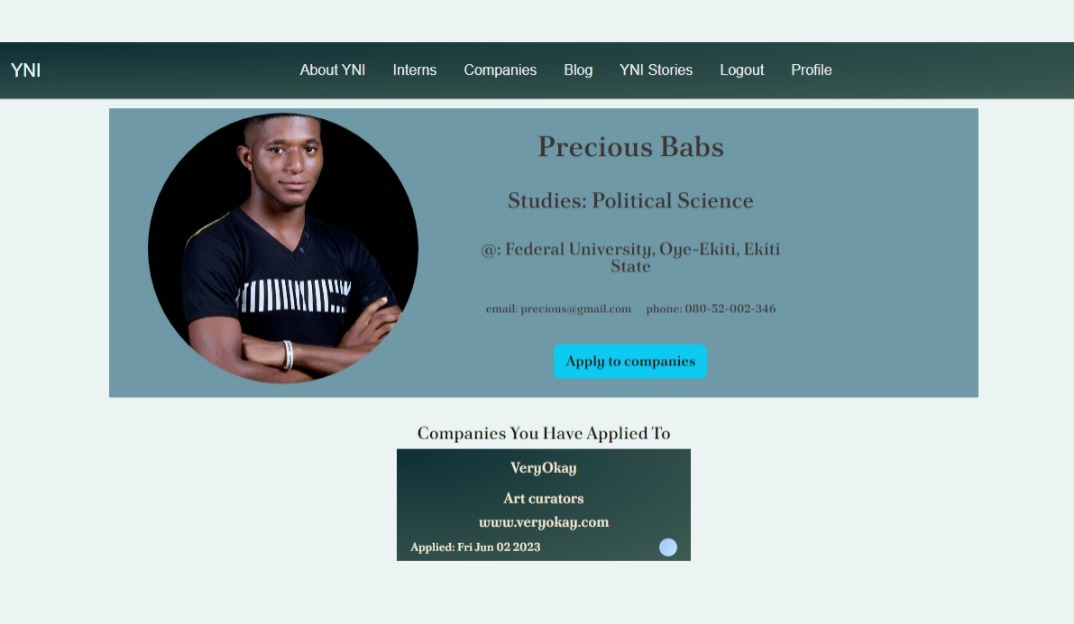 YNI
About YNI Interns Companies Blog YNI Stories Logout Profile
Precious Babs
Studies: Political Science
@: Federal University, Oye-Ekiti, Ekiti
State
email: precious@gmail.com phone: 080-52-002-346
Apply to companies
Companies You Have Applied To
VeryOkay
Art curators
www.veryokay.com
Applied: Fri Jun 02 2023